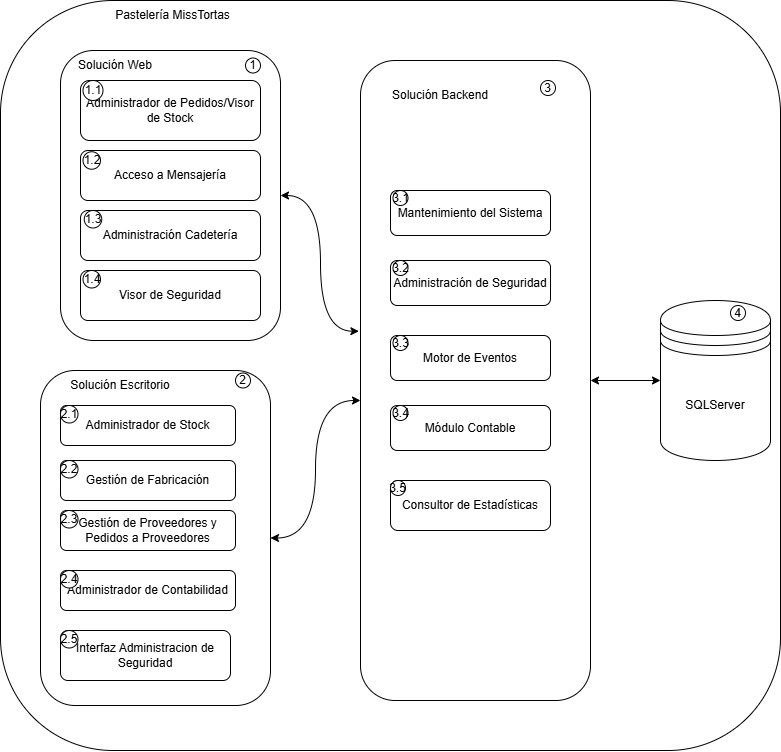 Pastelería MissTortas
Solución Web
1
1.1
Administrador de Pedidos/Visor
de Stock
1.2
Acceso a Mensajería
1.3
Administración Cadetería
1.4
Visor de Seguridad
Solución Escritorio
2
2.1
Administrador de Stock
2.2
Gestión de Fabricación
2.3
Gestión de Proveedores y
Pedidos a Proveedores
2.4
Administrador de Contabilidad
2.5
Interfaz Administracion de
Seguridad
Solución Backend
3
3.1
Mantenimiento del Sistema
3.2
Administración de Seguridad
3.3
Motor de Eventos
3.4
Módulo Contable
3.5
Consultor de Estadísticas
4
SQLServer